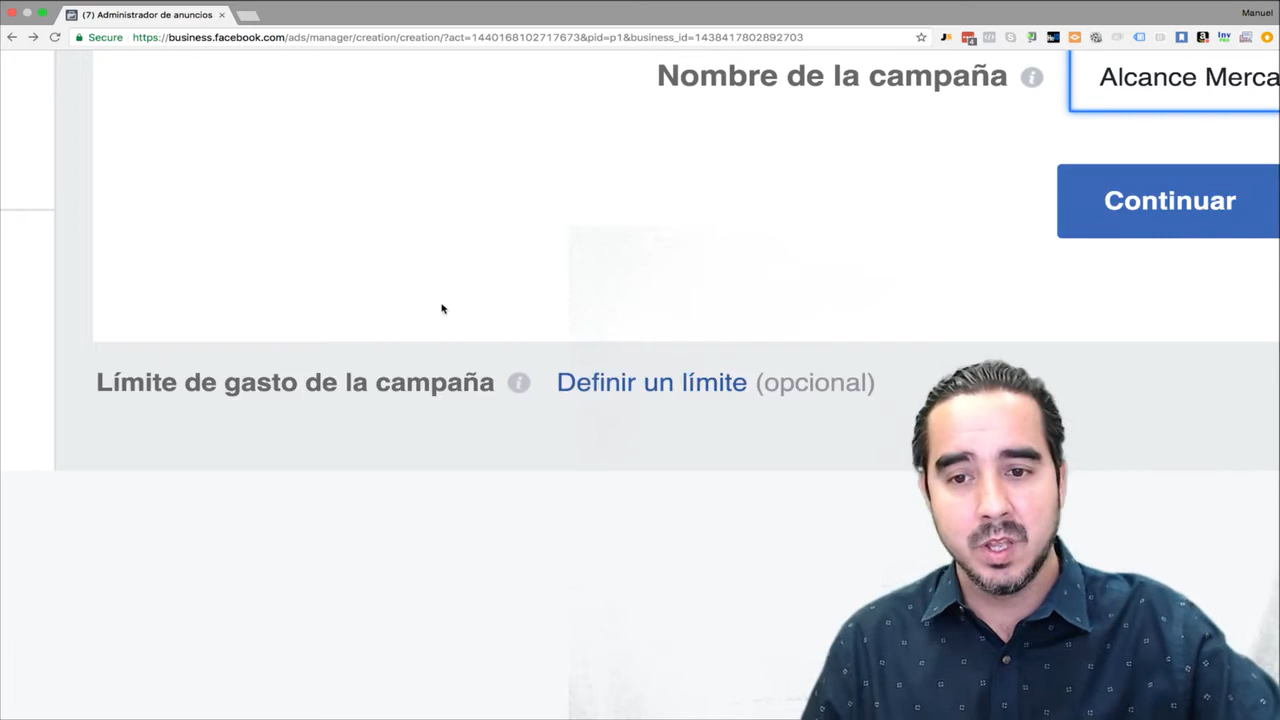 (7) Administrador de anuncios
Manuel
Secure
https://business.facebook.com/ads/manager/creation/creation/?act=1440168102717673&pid=p1&business_id=1438417802892703
Nombre de la campaña
Alcance Merca
Continuar
Límite de gasto de la campaña
Definir un límite (opcional)